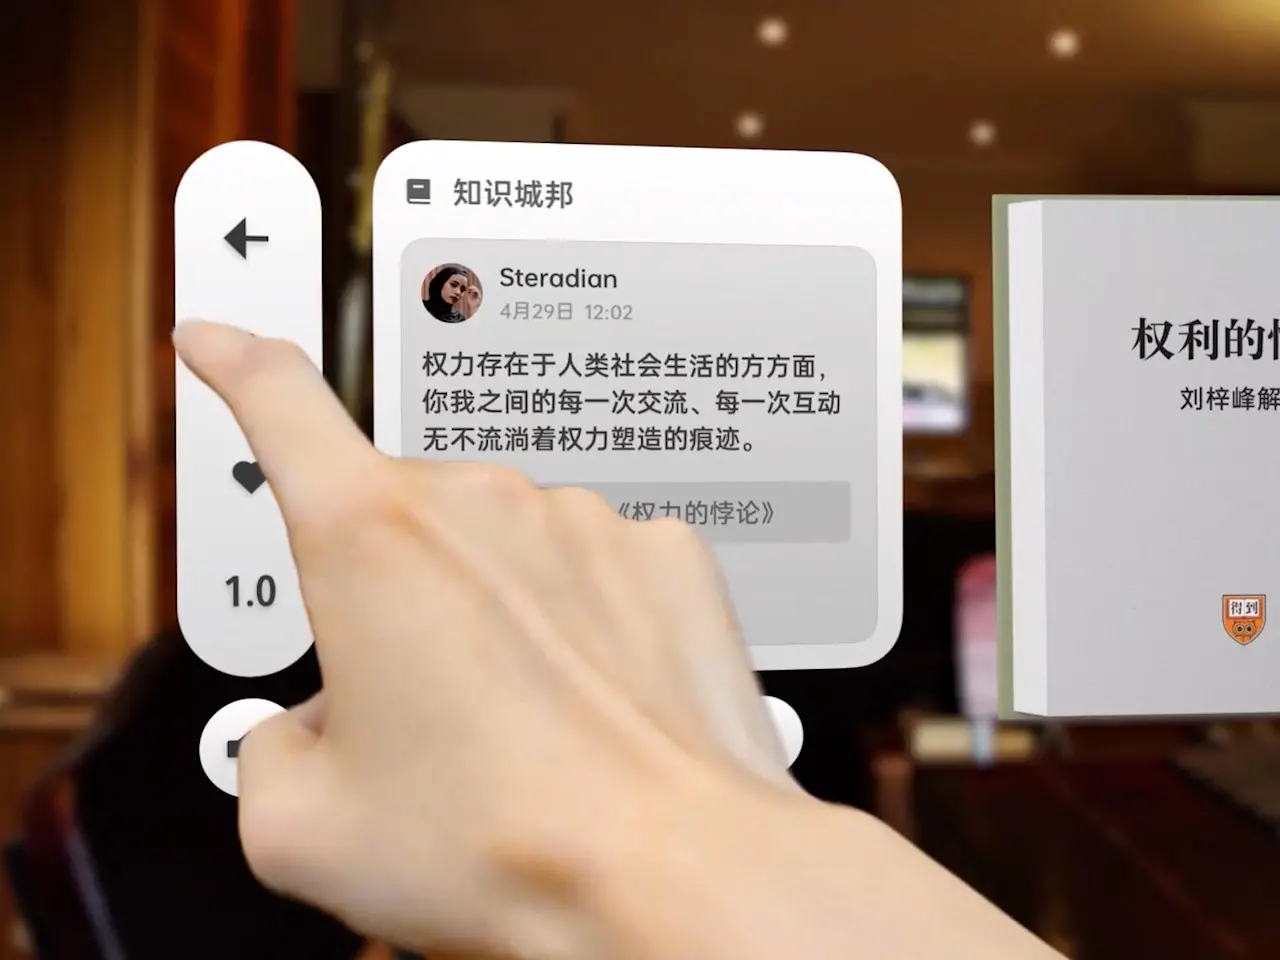 知识城邦
Steradian
4月29日 12:02
权力存在于人类社会生活的方方面，
你我之间的每一次交流、每一次互动
无不流淌着权力塑造的痕迹。
《权力的悖论》
1.0
权利的
刘梓峰解
得到